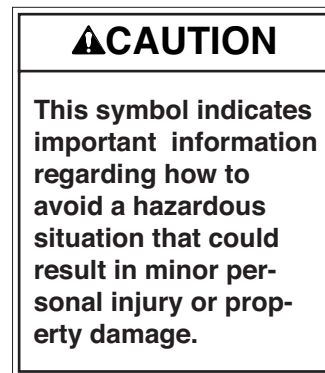 ⚠CAUTION
This symbol indicates
important information
regarding how to
avoid a hazardous
situation that could
result in minor per-
sonal injury or prop-
erty damage.